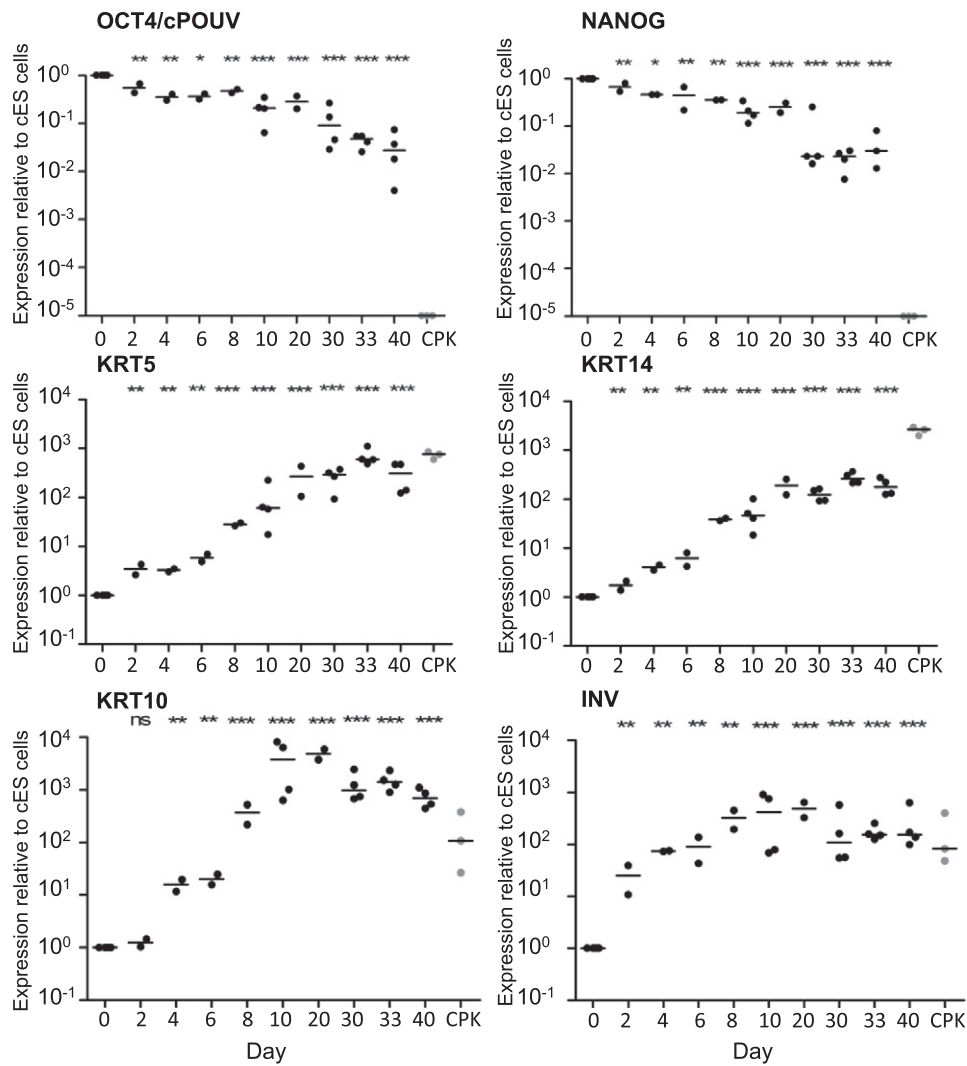 OCT4/cPOUV
Expression relative to cES cells
** ** * ** *** *** *** *** ***
10^0
10^-1
10^-2
10^-3
10^-4
10^-5
0 2 4 6 8 10 20 30 33 40 CPK
NANOG
Expression relative to cES cells
** * ** ** *** *** *** *** ***
10^0
10^-1
10^-2
10^-3
10^-4
10^-5
0 2 4 6 8 10 20 30 33 40 CPK
KRT5
Expression relative to cES cells
** ** ** *** *** *** *** *** ***
10^4
10^3
10^2
10^1
10^0
10^-1
0 2 4 6 8 10 20 30 33 40 CPK
KRT14
Expression relative to cES cells
** ** ** *** *** *** *** *** ***
10^4
10^3
10^2
10^1
10^0
10^-1
0 2 4 6 8 10 20 30 33 40 CPK
KRT10
Expression relative to cES cells
ns ** ** *** *** *** *** *** ***
10^4
10^3
10^2
10^1
10^0
10^-1
0 2 4 6 8 10 20 30 33 40 CPK
Day
INV
Expression relative to cES cells
** ** ** ** *** *** *** *** ***
10^4
10^3
10^2
10^1
10^0
10^-1
0 2 4 6 8 10 20 30 33 40 CPK
Day